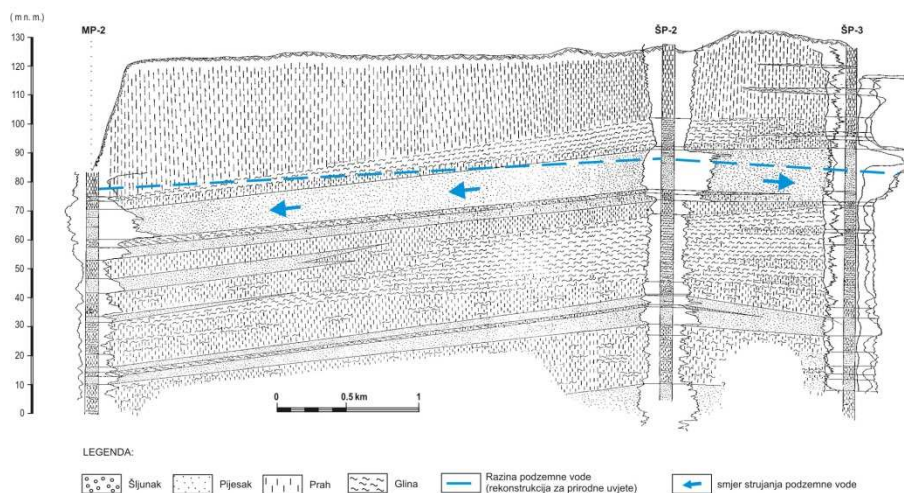 ( m n. m.)
MP-2
ŠP-2
ŠP-3
130
120
110
100
90
80
70
60
50
40
30
20
10
0
?
0
0.5 km
1
LEGENDA:
Šljunak
Pijesak
Prah
Glina
Razina podzemne vode
(rekonstrukcija za prirodne uvjete)
smjer strujanja podzemne vode